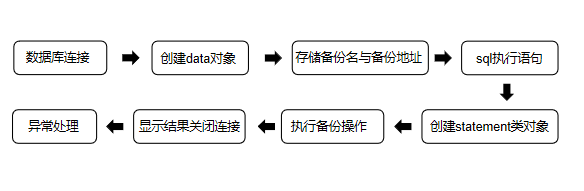 数据库连接
创建data对象
存储备份名与备份地址
sql执行语句
创建statement类对象
执行备份操作
显示结果关闭连接
异常处理